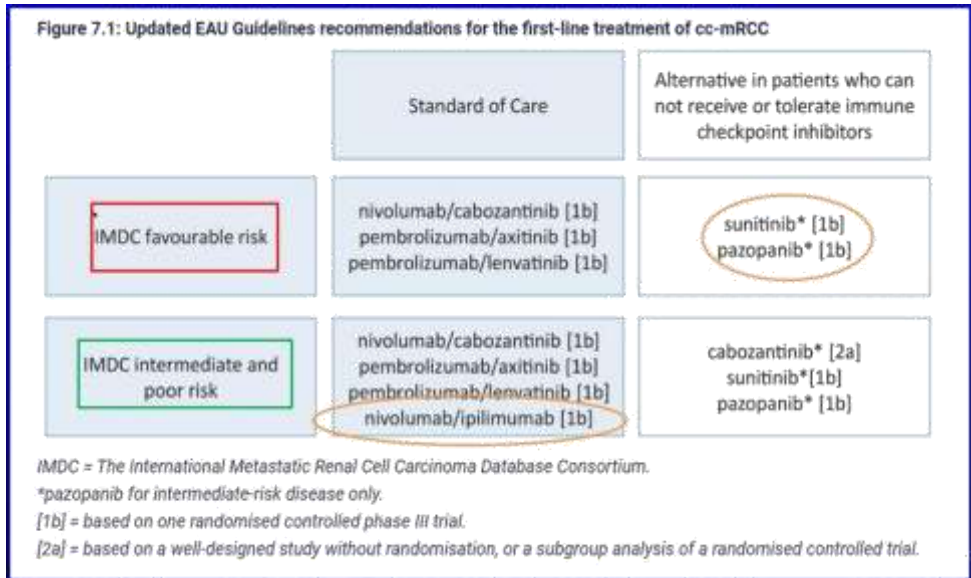 Figure 7.1: Updated EAU Guidelines recommendations for the first-line treatment of cc-mRCC
Standard of Care
Alternative in patients who can
not receive or tolerate immune
checkpoint inhibitors
IMDC favourable risk
nivolumab/cabozantinib [1b]
pembrolizumab/axitinib [1b]
pembrolizumab/lenvatinib [1b]
sunitinib* [1b]
pazopanib* [1b]
IMDC intermediate and
poor risk
nivolumab/cabozantinib [1b]
pembrolizumab/axitinib [1b]
pembrolizumab/lenvatinib [1b]
nivolumab/ipilimumab [1b]
cabozantinib* [2a]
sunitinib*[1b]
pazopanib* [1b]
IMDC = The International Metastatic Renal Cell Carcinoma Database Consortium.
*pazopanib for intermediate-risk disease only.
[1b] = based on one randomised controlled phase III trial.
[2a] = based on a well-designed study without randomisation, or a subgroup analysis of a randomised controlled trial.